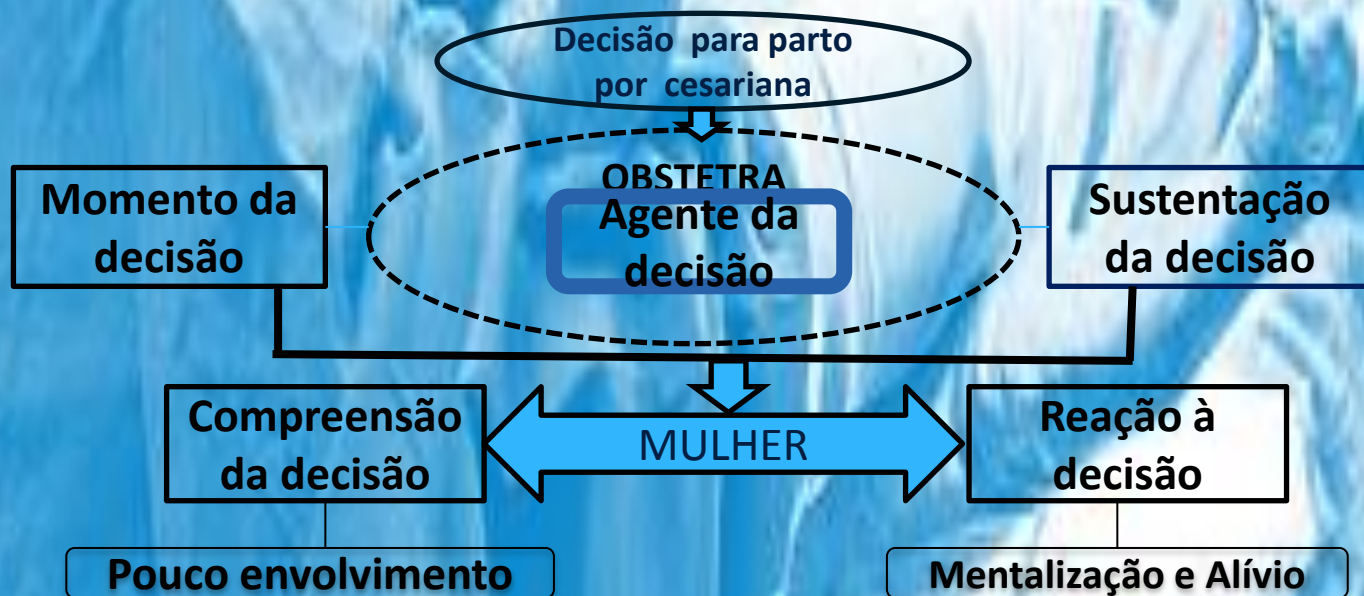 Decisão para parto
por cesariana
OBSTETRA
Momento da
decisão
Agente da
decisão
Sustentação
da decisão
Compreensão
da decisão
MULHER
Reação à
decisão
Pouco envolvimento
Mentalização e Alívio